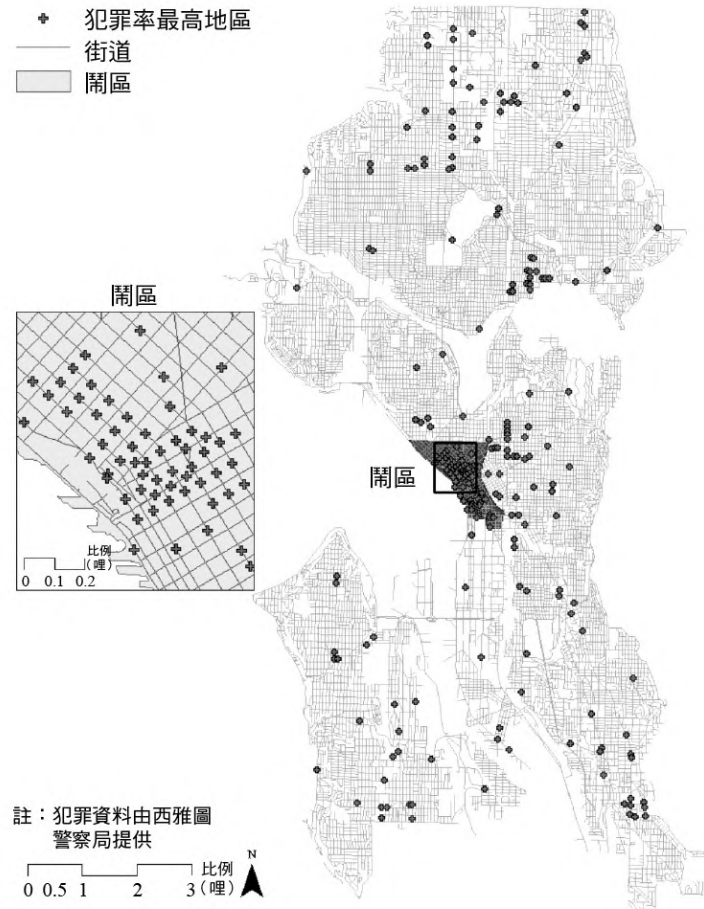 犯罪率最高地區
街道
鬧區
鬧區
比例
(哩)
0 0.1 0.2
鬧區
註：犯罪資料由西雅圖
警察局提供
比例
(哩)
0 0.5 1 2 3
N